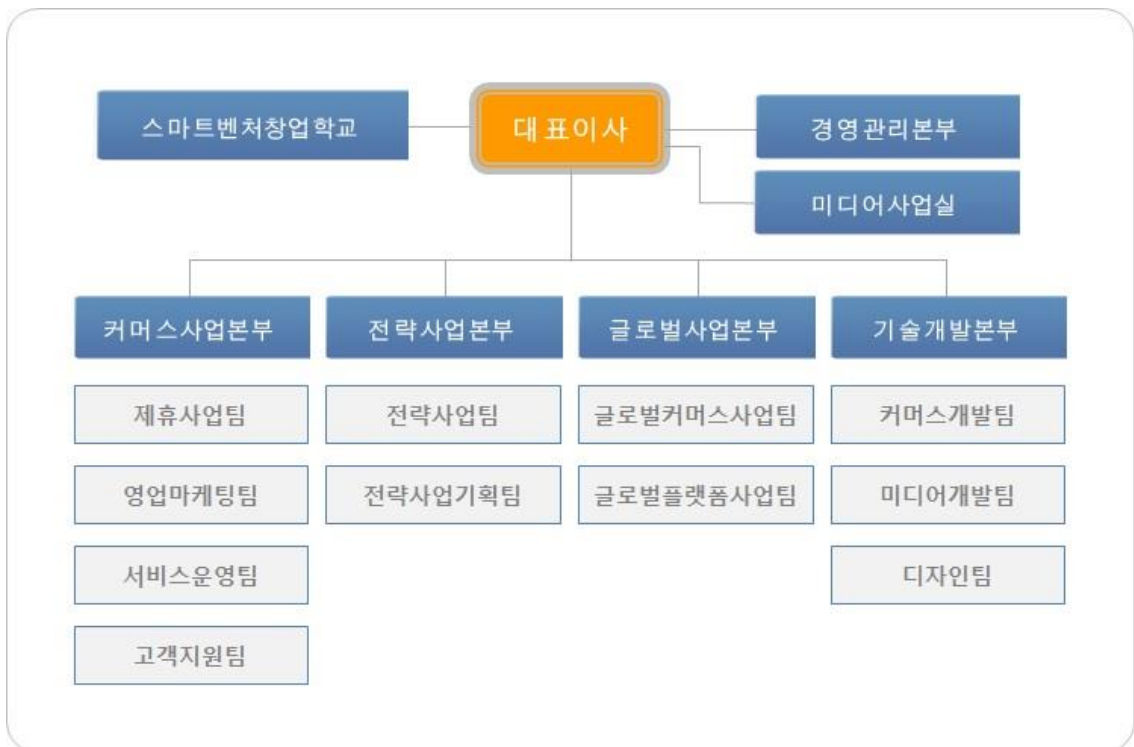 스마트벤처창업학교
대표이사
경영관리본부
미디어사업실
커머스사업본부
전략사업본부
글로벌사업본부
기술개발본부
제휴사업팀
전략사업팀
글로벌커머스사업팀
커머스개발팀
영업마케팅팀
전략사업기획팀
글로벌플랫폼사업팀
미디어개발팀
서비스운영팀
디자인팀
고객지원팀